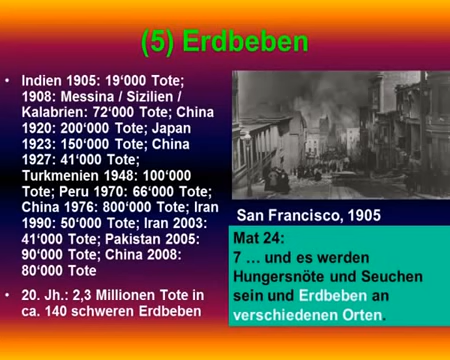 (5) Erdbeben
• Indien 1905: 19‘000 Tote;
1908: Messina / Sizilien /
Kalabrien: 72‘000 Tote; China
1920: 200‘000 Tote; Japan
1923: 150‘000 Tote; China
1927: 41‘000 Tote;
Turkmenien 1948: 100‘000
Tote; Peru 1970: 66‘000 Tote;
China 1976: 800‘000 Tote; Iran
1990: 50‘000 Tote; Iran 2003:
41‘000 Tote; Pakistan 2005:
90‘000 Tote; China 2008:
80‘000 Tote
• 20. Jh.: 2,3 Millionen Tote in
ca. 140 schweren Erdbeben
San Francisco, 1905
Mat 24:
7 … und es werden
Hungersnöte und Seuchen
sein und Erdbeben an
verschiedenen Orten.